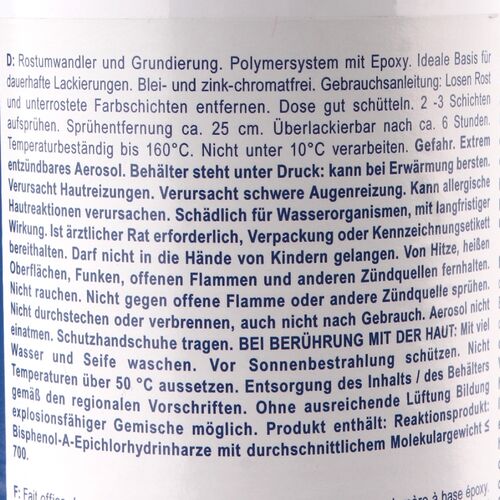 D: Rostumwandler und Grundierung. Polymersystem mit Epoxy. Ideale Basis für
dauerhafte Lackierungen. Blei- und zink-chromatfrei. Gebrauchsanleitung: Losen Rost
und unterrostete Farbschichten entfernen. Dose gut schütteln. 2 -3 Schichten
aufsprühen. Sprühentfernung ca. 25 cm. Überlackierbar nach ca. 6 Stunden.
Temperaturbeständig bis 160°C. Nicht unter 10°C verarbeiten. Gefahr. Extrem
entzündbares Aerosol. Behälter steht unter Druck: kann bei Erwärmung bersten.
Verursacht Hautreizungen. Verursacht schwere Augenreizung. Kann allergische
Hautreaktionen verursachen. Schädlich für Wasserorganismen, mit langfristiger
Wirkung. Ist ärztlicher Rat erforderlich, Verpackung oder Kennzeichnungsetikett
bereithalten. Darf nicht in die Hände von Kindern gelangen. Von Hitze, heißen
Oberflächen, Funken, offenen Flammen und anderen Zündquellen fernhalten.
Nicht rauchen. Nicht gegen offene Flamme oder andere Zündquelle sprühen.
Nicht durchstechen oder verbrennen, auch nicht nach Gebrauch. Aerosol nicht
einatmen. Schutzhandschuhe tragen. BEI BERÜHRUNG MIT DER HAUT: Mit viel
Wasser und Seife waschen. Vor Sonnenbestrahlung schützen. Nicht
Temperaturen über 50 °C aussetzen. Entsorgung des Inhalts / des Behälters
gemäß den regionalen Vorschriften. Ohne ausreichende Lüftung Bildung
explosionsfähiger Gemische möglich. Produkt enthält: Reaktionsprodukt:
Bisphenol-A-Epichlorhydrinharze mit durchschnittlichem Molekulargewicht ≤
700.
F: Fait à base époxy.